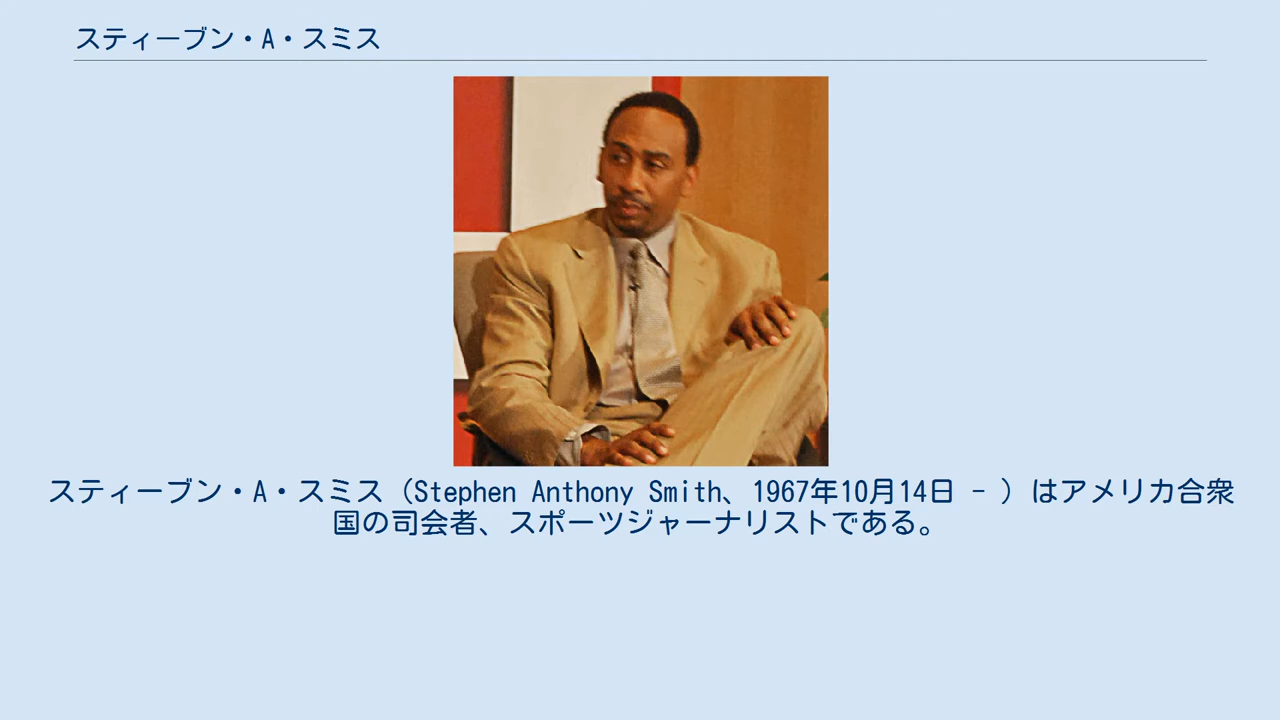 スティーブン・A・スミス
スティーブン・A・スミス（Stephen Anthony Smith、1967年10月14日 - ）はアメリカ合衆
国の司会者、スポーツジャーナリストである。